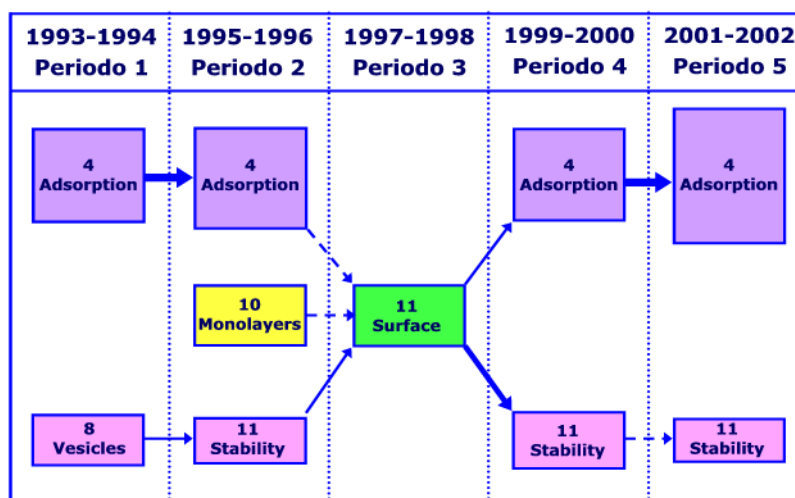 1993-1994
Periodo 1
1995-1996
Periodo 2
1997-1998
Periodo 3
1999-2000
Periodo 4
2001-2002
Periodo 5
4
Adsorption
4
Adsorption
4
Adsorption
4
Adsorption
10
Monolayers
11
Surface
8
Vesicles
11
Stability
11
Stability
11
Stability